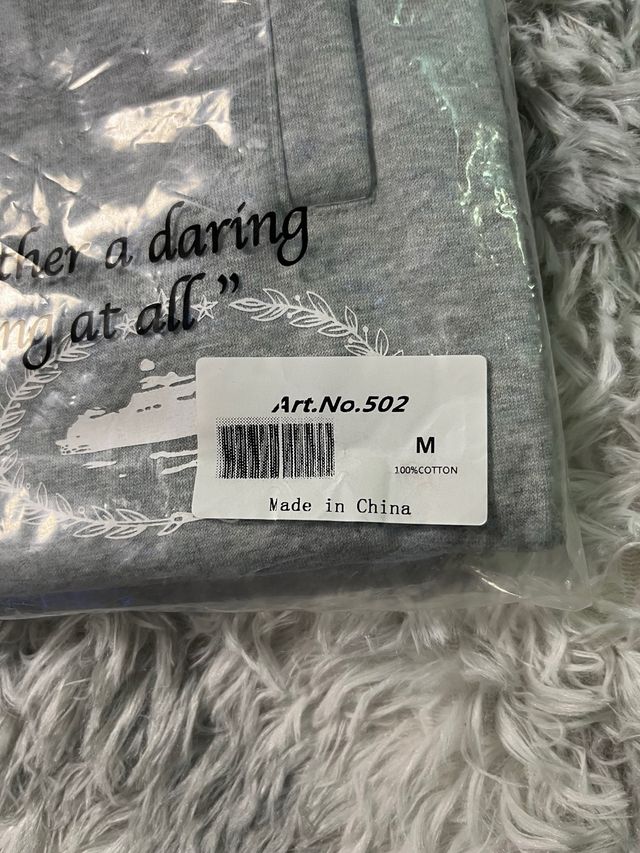 ther a daring
ng at all”
Art.No.502
M
100%COTTON
Made in China